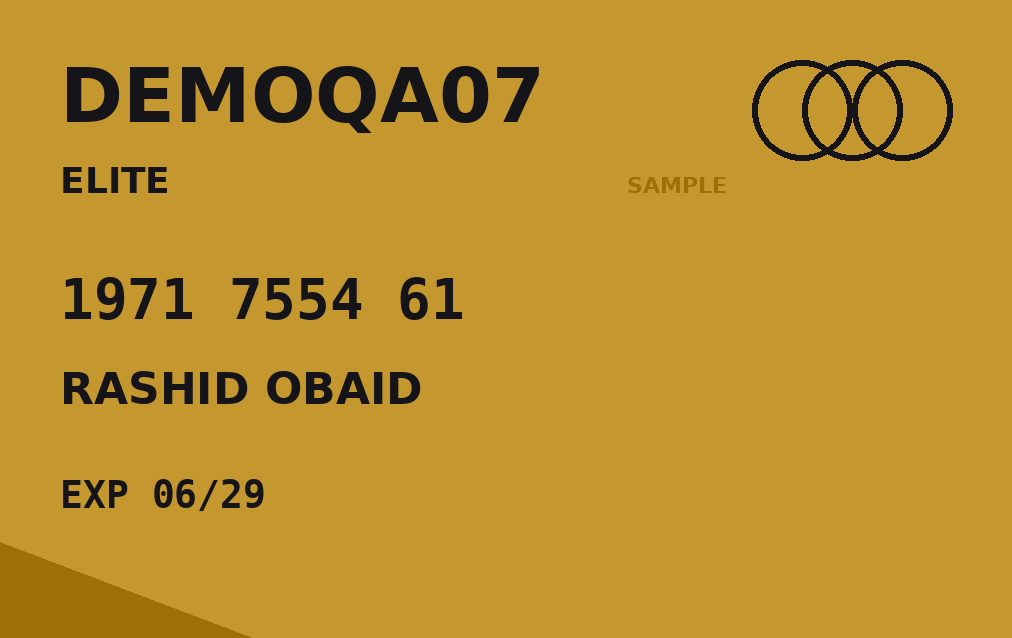 DEMOQA07
ELITE
SAMPLE
1971 7554 61
RASHID OBAID
EXP 06/29